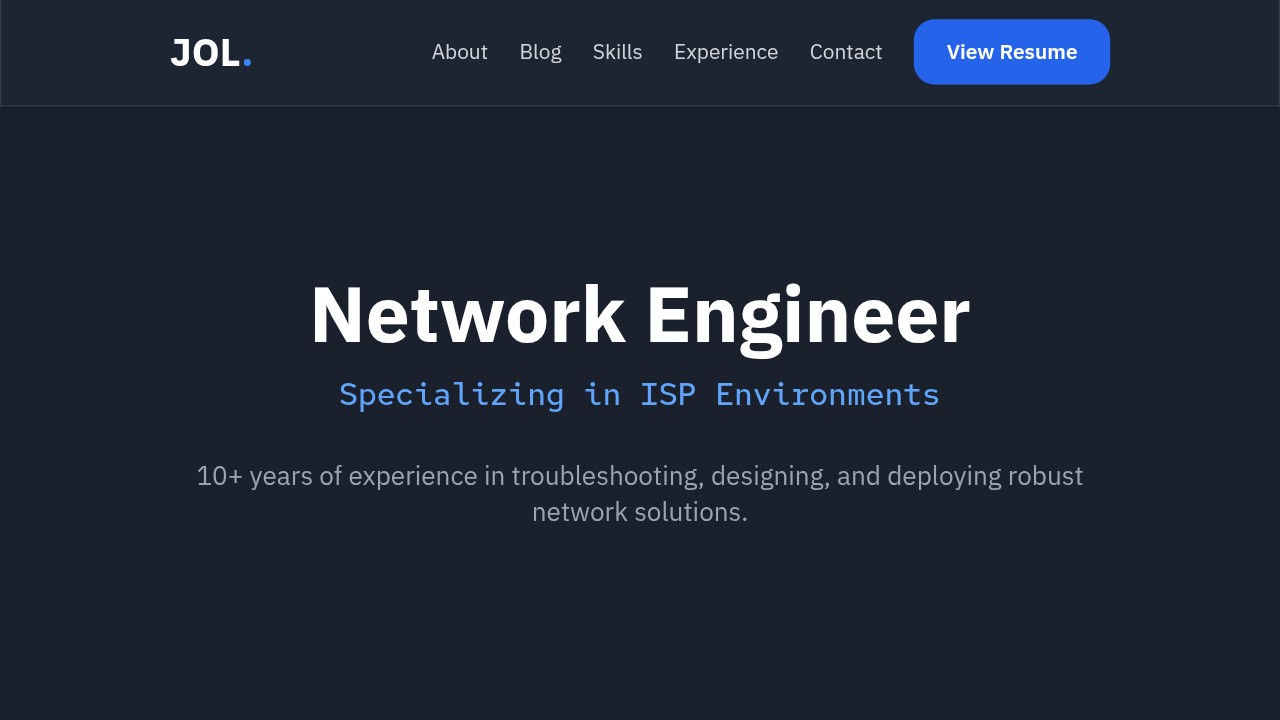 JOL.
About Blog Skills Experience Contact View Resume
Network Engineer
Specializing in ISP Environments
10+ years of experience in troubleshooting, designing, and deploying robust
network solutions.